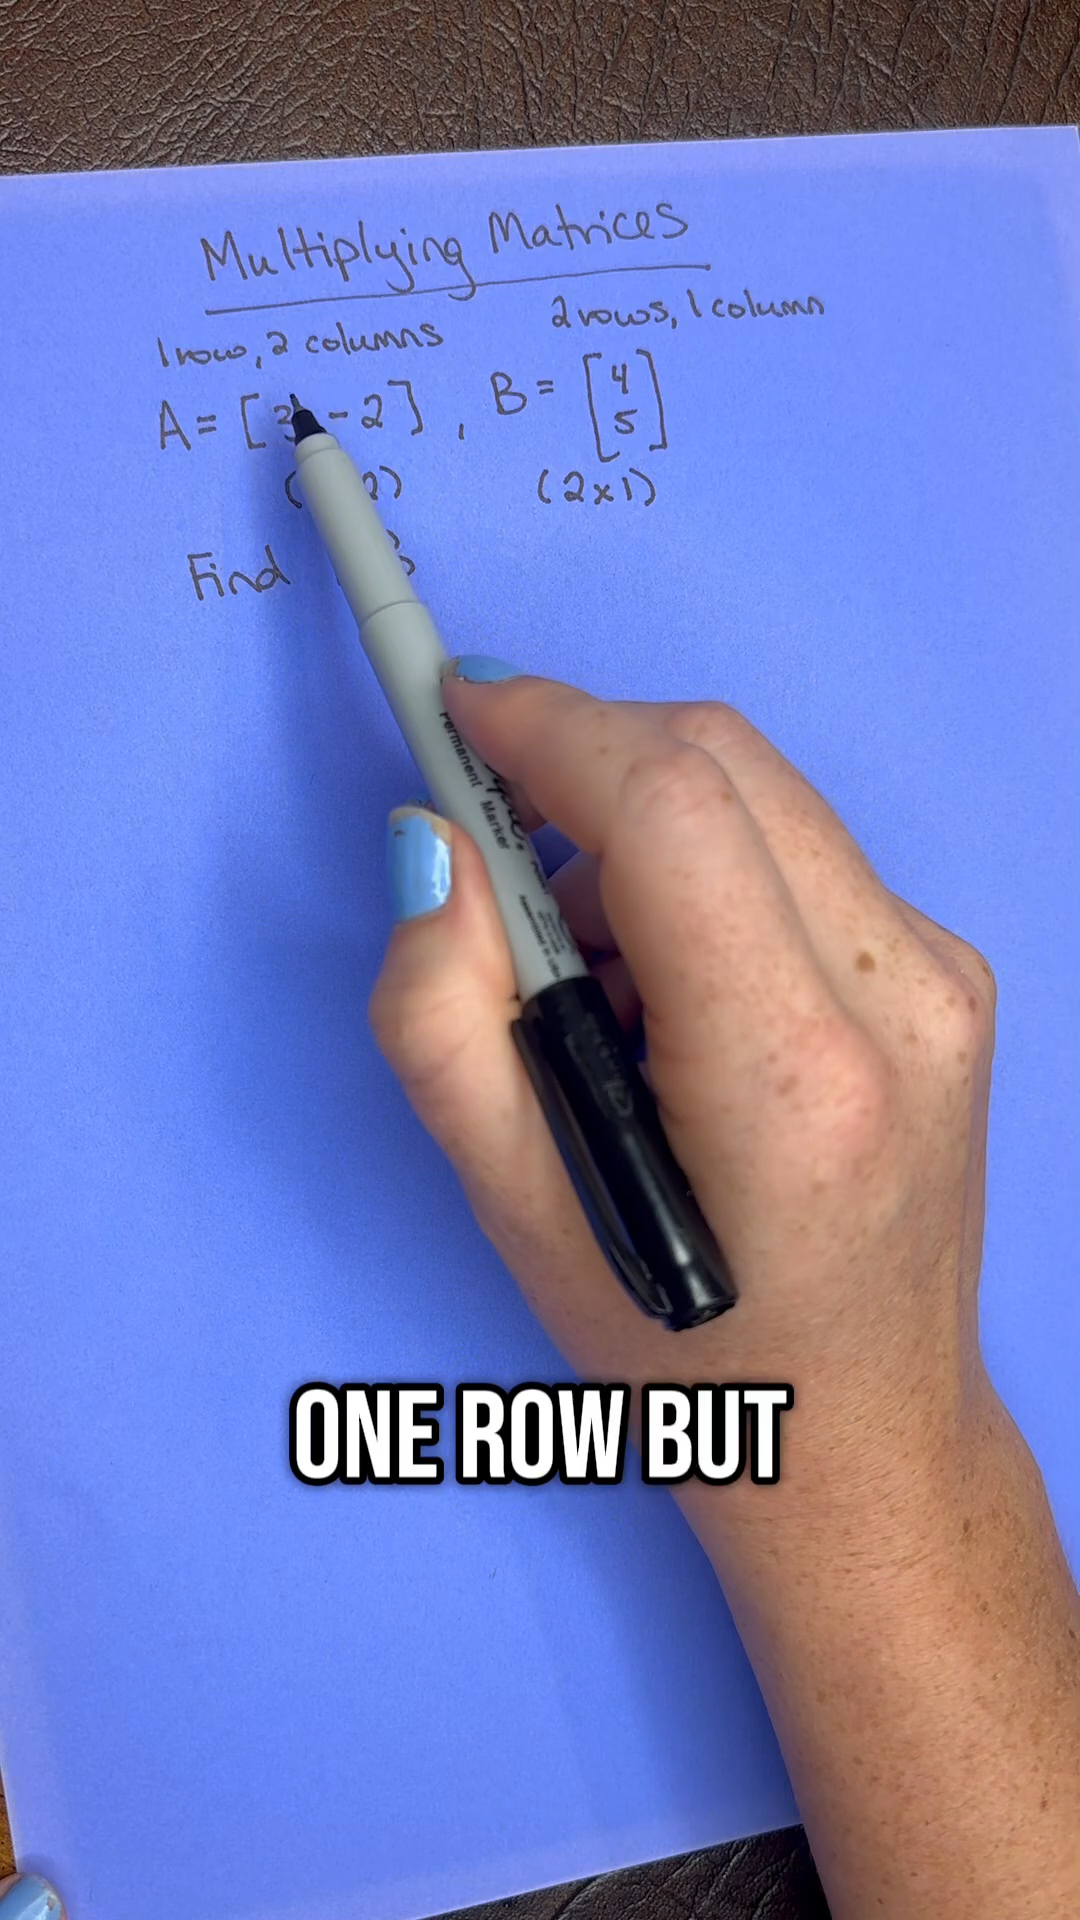 Multiplying Matrices
1 row, 2 columns
2 rows, 1 column
A = [3 -2] , B = [4
5]
2)
(2x1)
Find
Permanent Marker
ONE ROW BUT